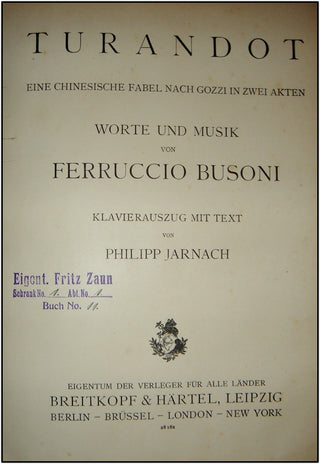 TURANDOT
EINE CHINESISCHE FABEL NACH GOZZI IN ZWEI AKTEN
WORTE UND MUSIK
VON
FERRUCCIO BUSONI
KLAVIERAUSZUG MIT TEXT
VON
PHILIPP JARNACH
Eigent. Fritz Zaun
Schrank No. 1. Abt. No. 1.
Buch No. 11.
EIGENTUM DER VERLEGER FÜR ALLE LÄNDER
BREITKOPF & HÄRTEL, LEIPZIG
BERLIN – BRÜSSEL – LONDON – NEW YORK